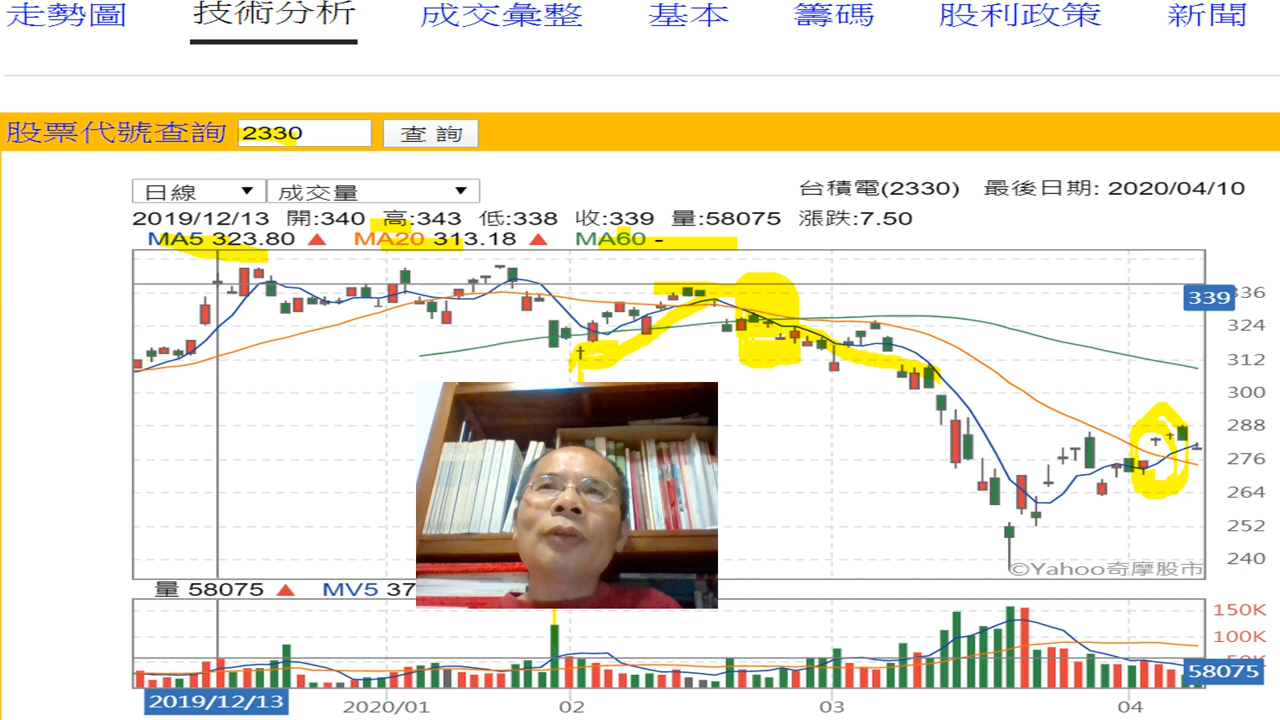 走勢圖 技術分析 成交彙整 基本 籌碼 股利政策 新聞
股票代號查詢 2330 查 詢
日線 成交量 台積電(2330) 最後日期: 2020/04/10
2019/12/13 開:340 高:343 低:338 收:339 量:58075 漲跌:7.50
MA5 323.80 ▲ MA20 313.18 ▲ MA60 -
339
36
324
312
300
288
276
264
252
240
©Yahoo奇摩股市
量 58075 ▲ MV5 37
150K
100K
58075
2019/12/13 2020/01 02 03 04